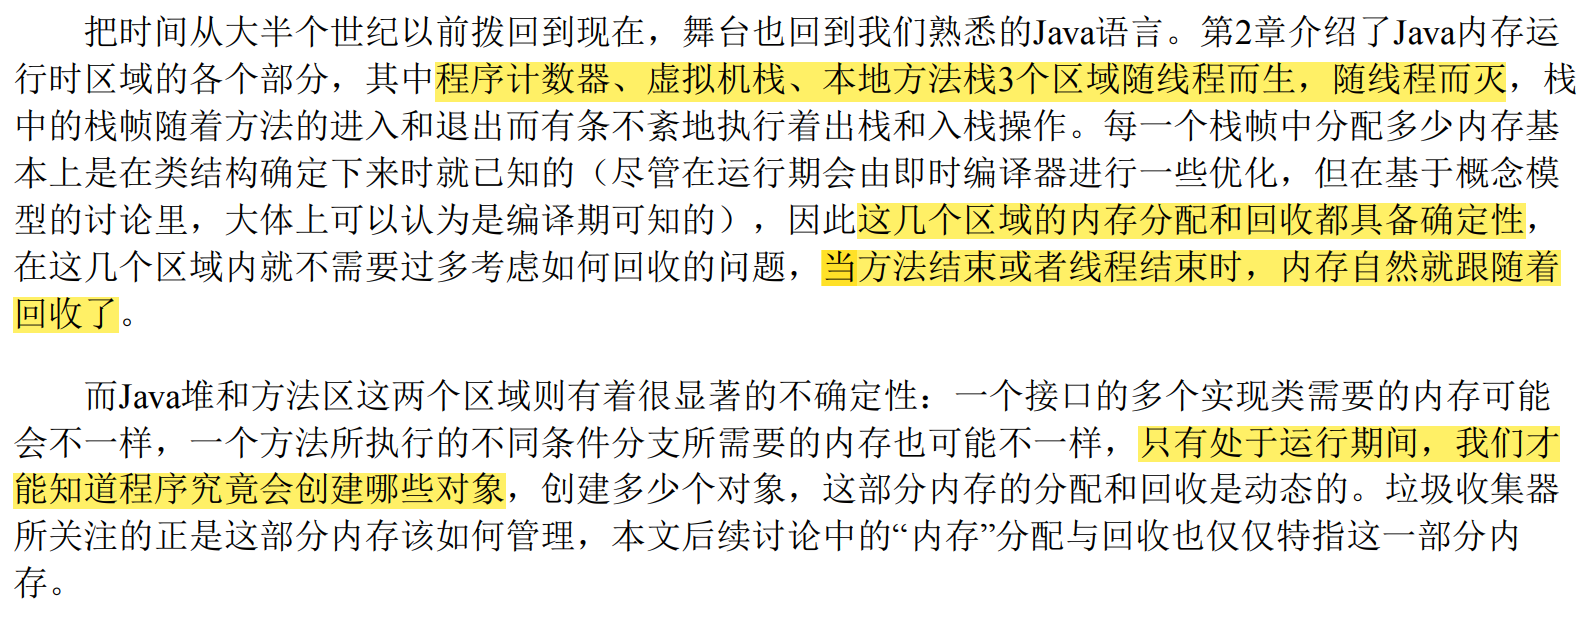 把时间从大半个世纪以前拨回到现在，舞台也回到我们熟悉的Java语言。第2章介绍了Java内存运
行时区域的各个部分，其中程序计数器、虚拟机栈、本地方法栈3个区域随线程而生，随线程而灭，栈
中的栈帧随着方法的进入和退出而有条不紊地执行着出栈和入栈操作。每一个栈帧中分配多少内存基
本上是在类结构确定下来时就已知的（尽管在运行期会由即时编译器进行一些优化，但在基于概念模
型的讨论里，大体上可以认为是编译期可知的），因此这几个区域的内存分配和回收都具备确定性，
在这几个区域内就不需要过多考虑如何回收的问题，当方法结束或者线程结束时，内存自然就跟随着
回收了。
而Java堆和方法区这两个区域则有着很显著的不确定性：一个接口的多个实现类需要的内存可能
会不一样，一个方法所执行的不同条件分支所需要的内存也可能不一样，只有处于运行期间，我们才
能知道程序究竟会创建哪些对象，创建多少个对象，这部分内存的分配和回收是动态的。垃圾收集器
所关注的正是这部分内存该如何管理，本文后续讨论中的“内存”分配与回收也仅仅特指这一部分内
存。